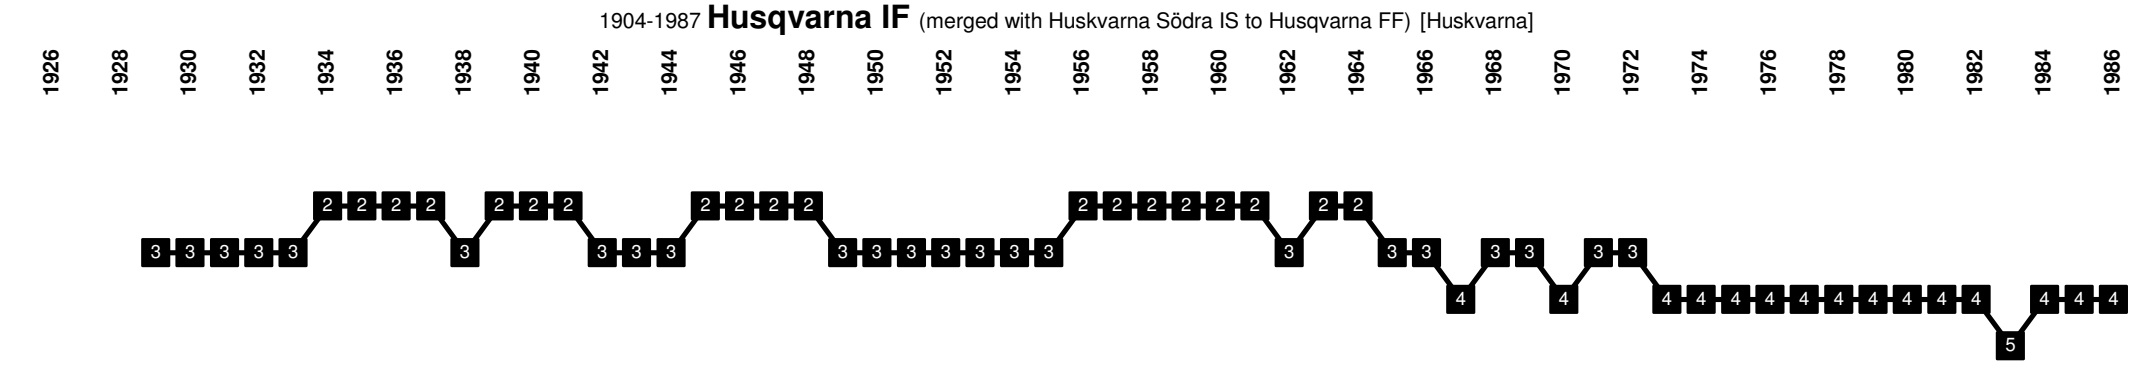 1904-1987 Husqvarna IF (merged with Huskvarna Södra IS to Husqvarna FF) [Huskvarna]
1926 1928 1930 1932 1934 1936 1938 1940 1942 1944 1946 1948 1950 1952 1954 1956 1958 1960 1962 1964 1966 1968 1970 1972 1974 1976 1978 1980 1982 1984 1986
2 2 2 2 2 2 2 2 2 2 2 2 2 2 2 2 2 2 2
3 3 3 3 3 3 3 3 3 3 3 3 3 3 3 3 3 3 3 3 3 3 3
4 4 4 4 4 4 4 4 4 4 4 4 4 4 4
5